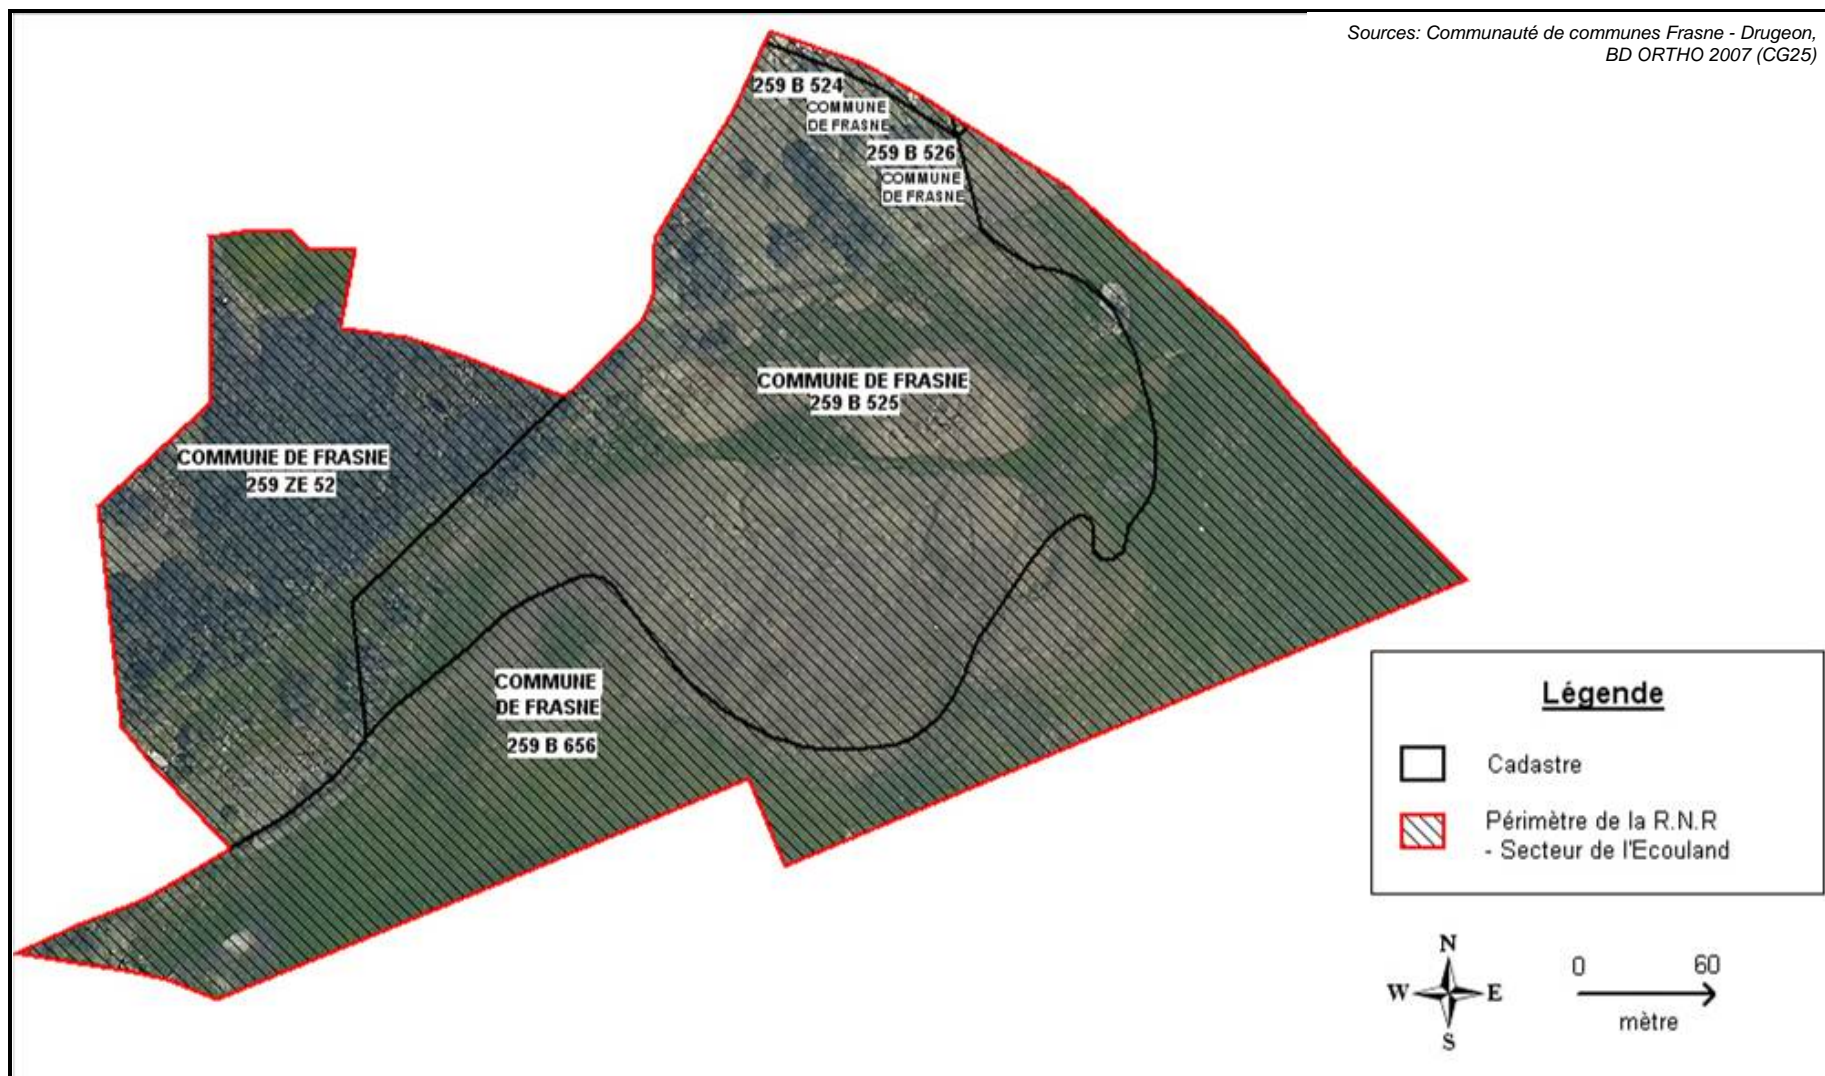 Sources: Communauté de communes Frasne - Drugeon,
BD ORTHO 2007 (CG25)
259 B 524
COMMUNE
DE FRASNE
259 B 526
COMMUNE
DE FRASNE
COMMUNE DE FRASNE
259 B 525
COMMUNE DE FRASNE
259 ZE 52
COMMUNE
DE FRASNE
259 B 656
Légende
Cadastre
Périmètre de la R.N.R
- Secteur de l'Ecouland
N
W E
S
0 60
mètre